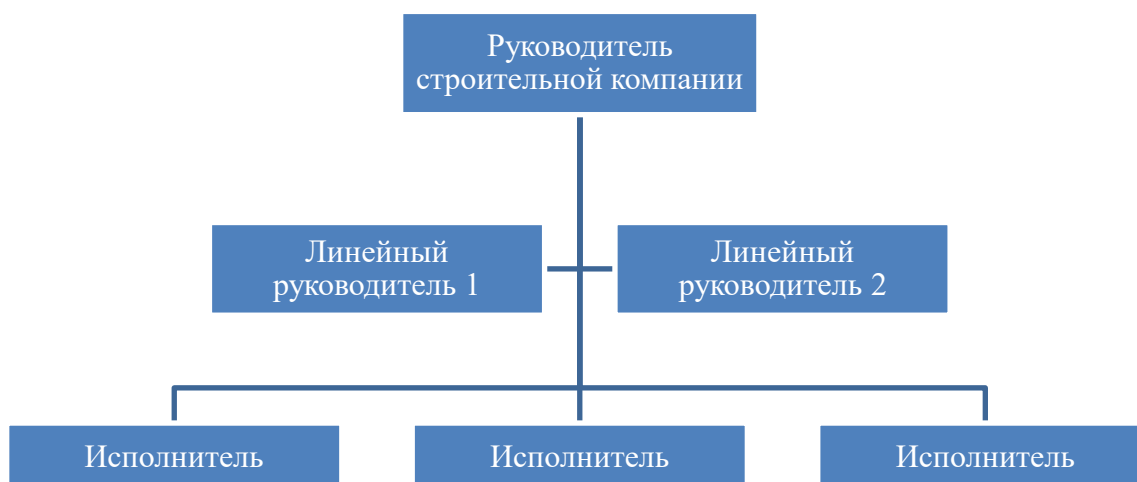 Руководитель
строительной компании
Линейный
руководитель 1
Линейный
руководитель 2
Исполнитель
Исполнитель
Исполнитель